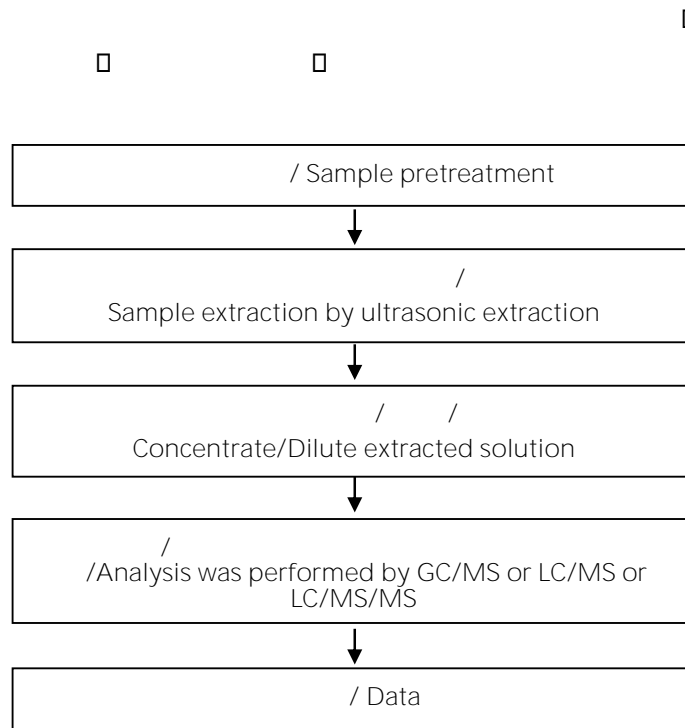 / Sample pretreatment
/
Sample extraction by ultrasonic extraction
/ /
Concentrate/Dilute extracted solution
/
/Analysis was performed by GC/MS or LC/MS or
LC/MS/MS
/ Data